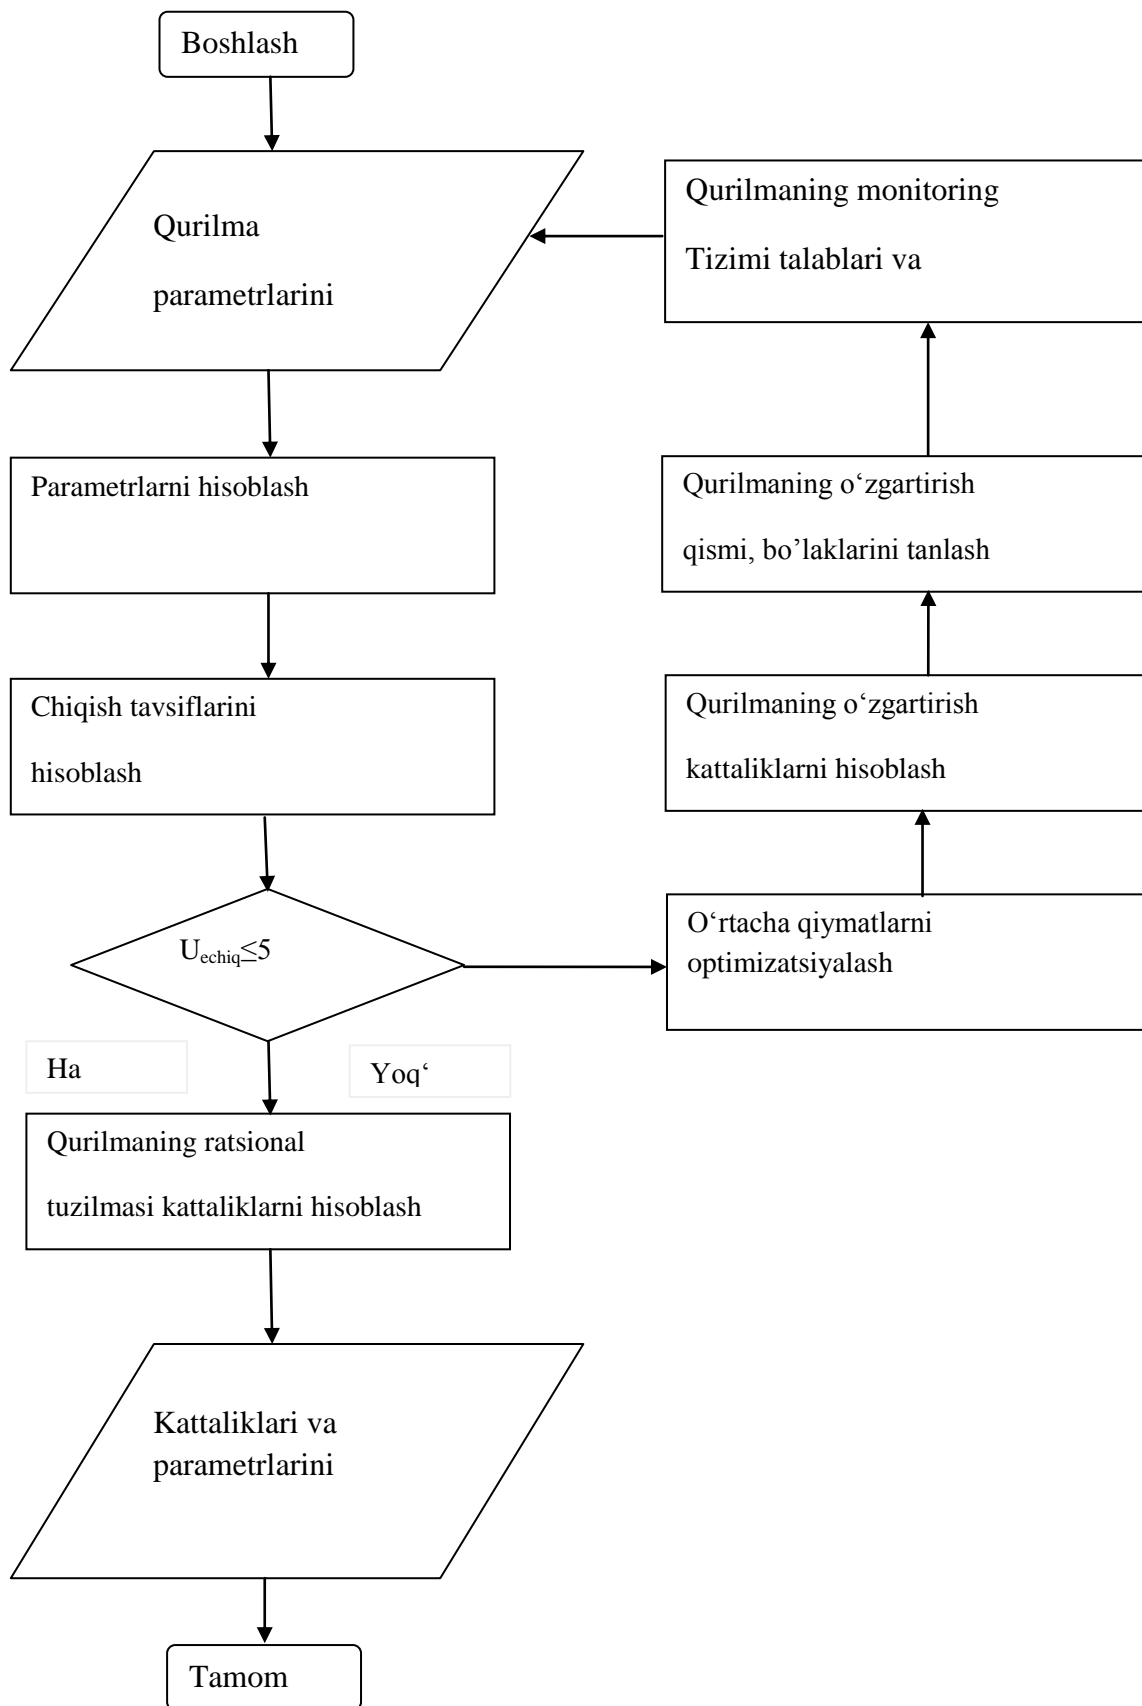 Boshlash
Qurilma
parametrlarini
Qurilmaning monitoring
Tizimi talablari va
Parametrlarni hisoblash
Qurilmaning o‘zgartirish
qismi, bo’laklarini tanlash
Chiqish tavsiflarini
hisoblash
Qurilmaning o‘zgartirish
kattaliklarni hisoblash
Uechiq≤5
O‘rtacha qiymatlarni
optimizatsiyalash
Ha
Yoq‘
Qurilmaning ratsional
tuzilmasi kattaliklarni hisoblash
Kattaliklari va
parametrlarini
Tamom